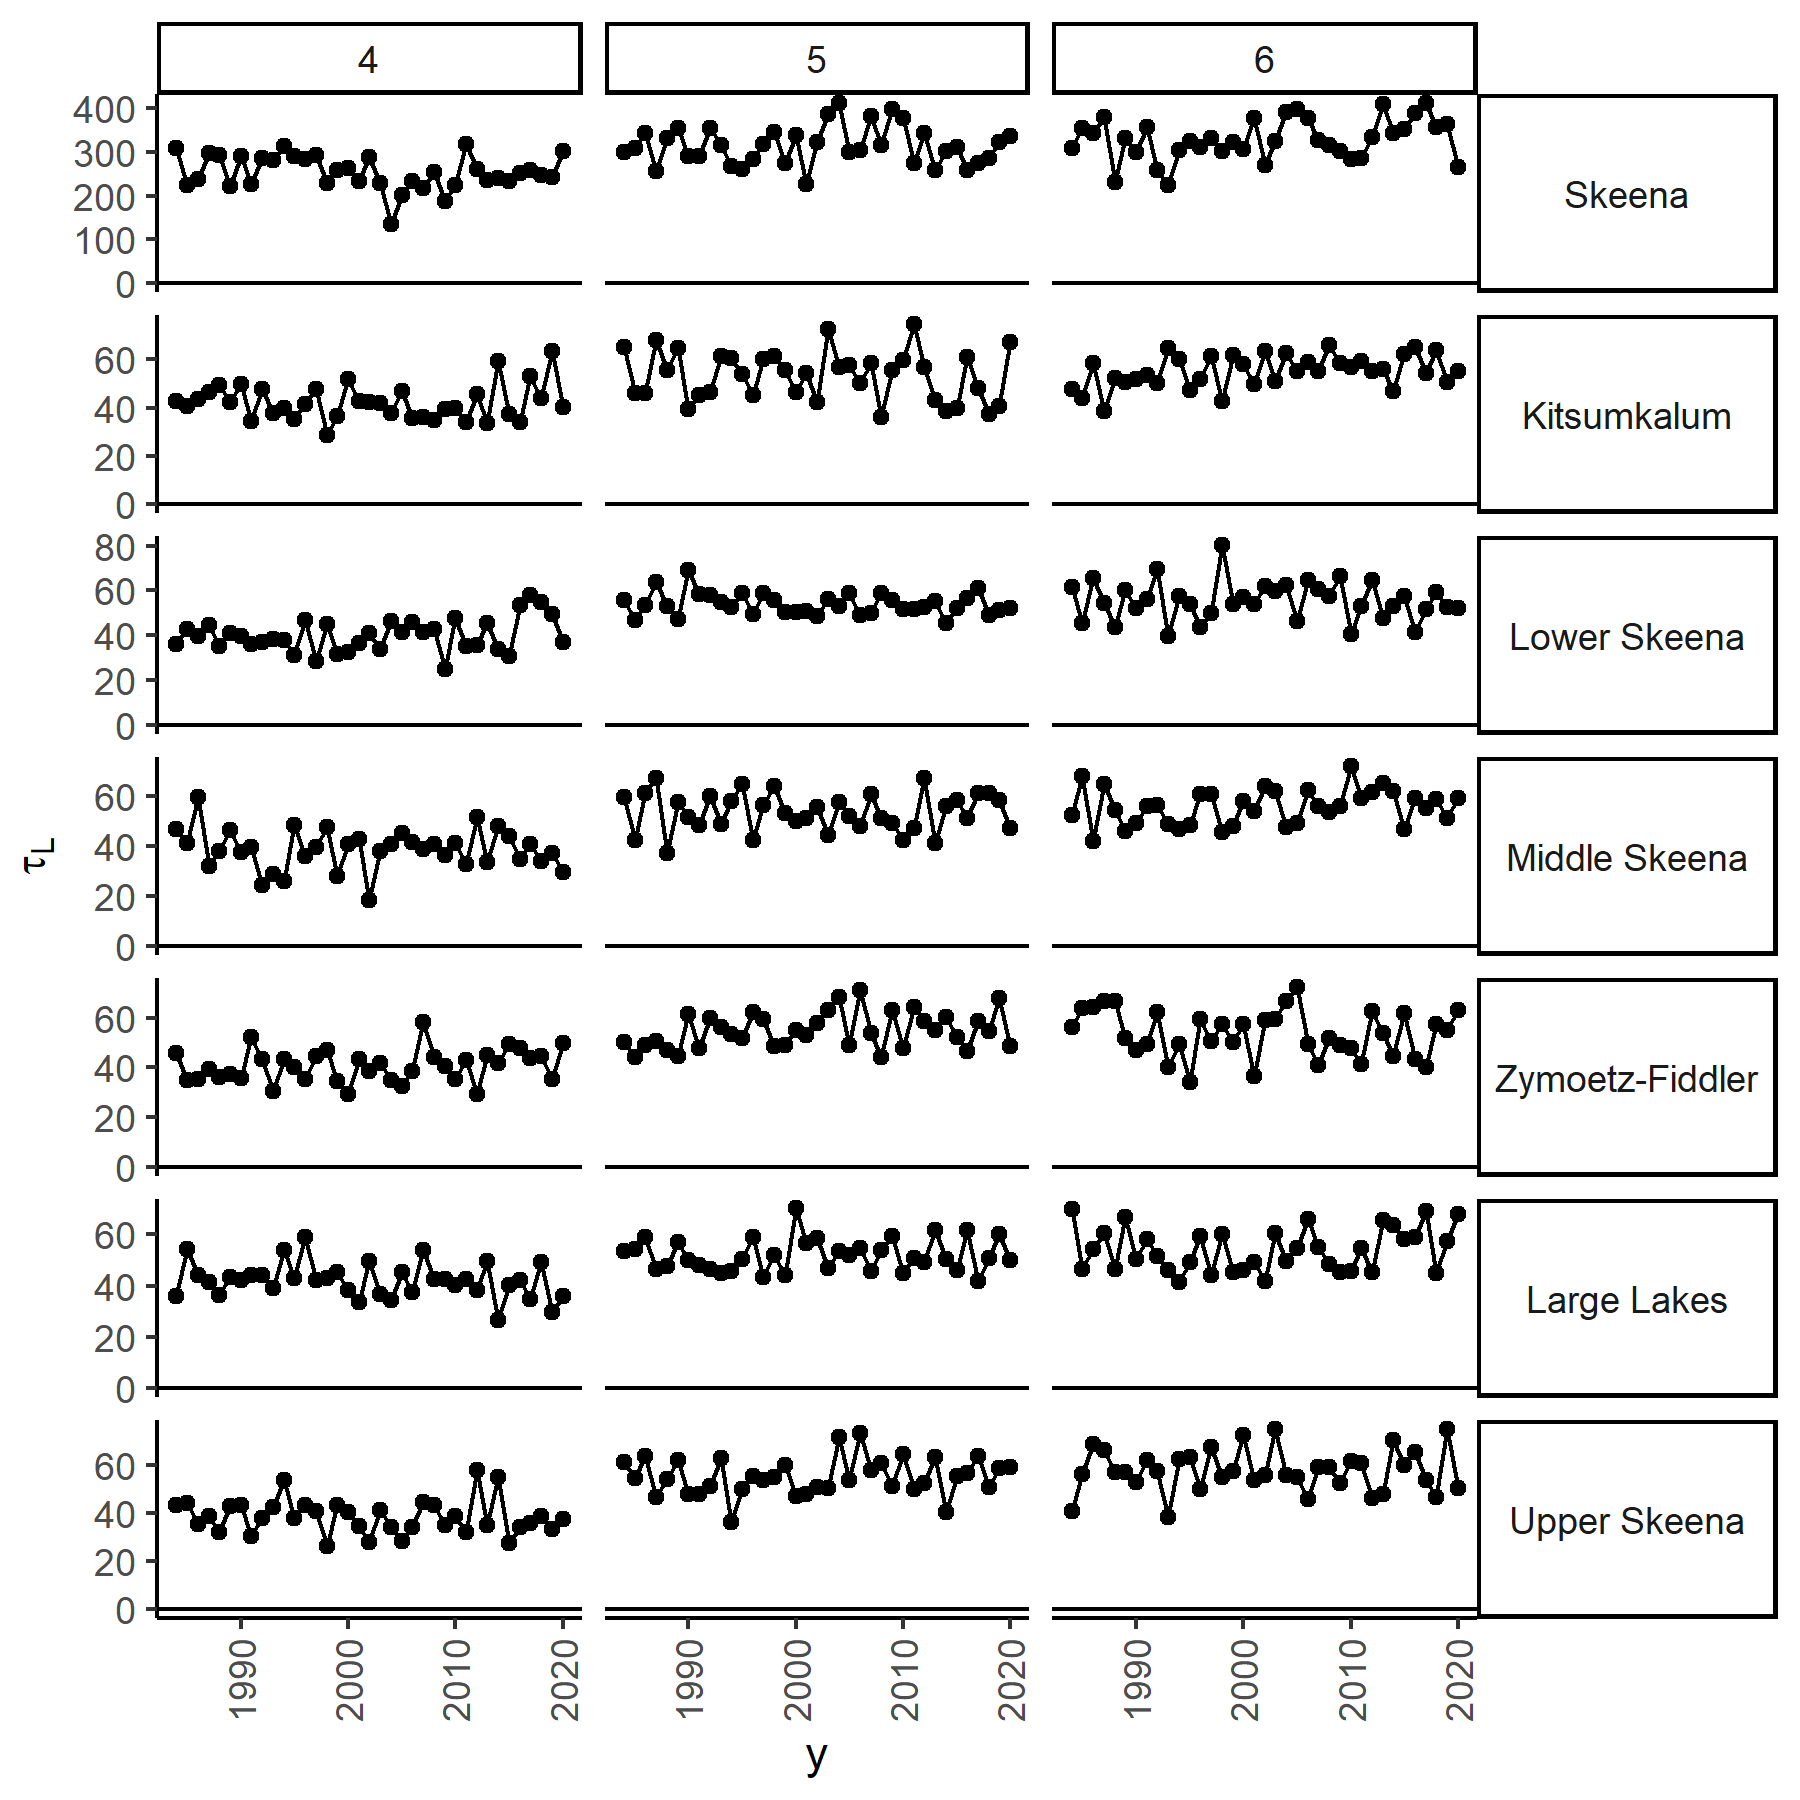 4 5 6
400
300
200
100
0
Skeena
60
40
20
0
Kitsumkalum
80
60
40
20
0
Lower Skeena
60
40
20
0
Middle Skeena
60
40
20
0
Zymoetz-Fiddler
60
40
20
0
Large Lakes
60
40
20
0
Upper Skeena
τL
1990 2000 2010 2020 1990 2000 2010 2020 1990 2000 2010 2020
y